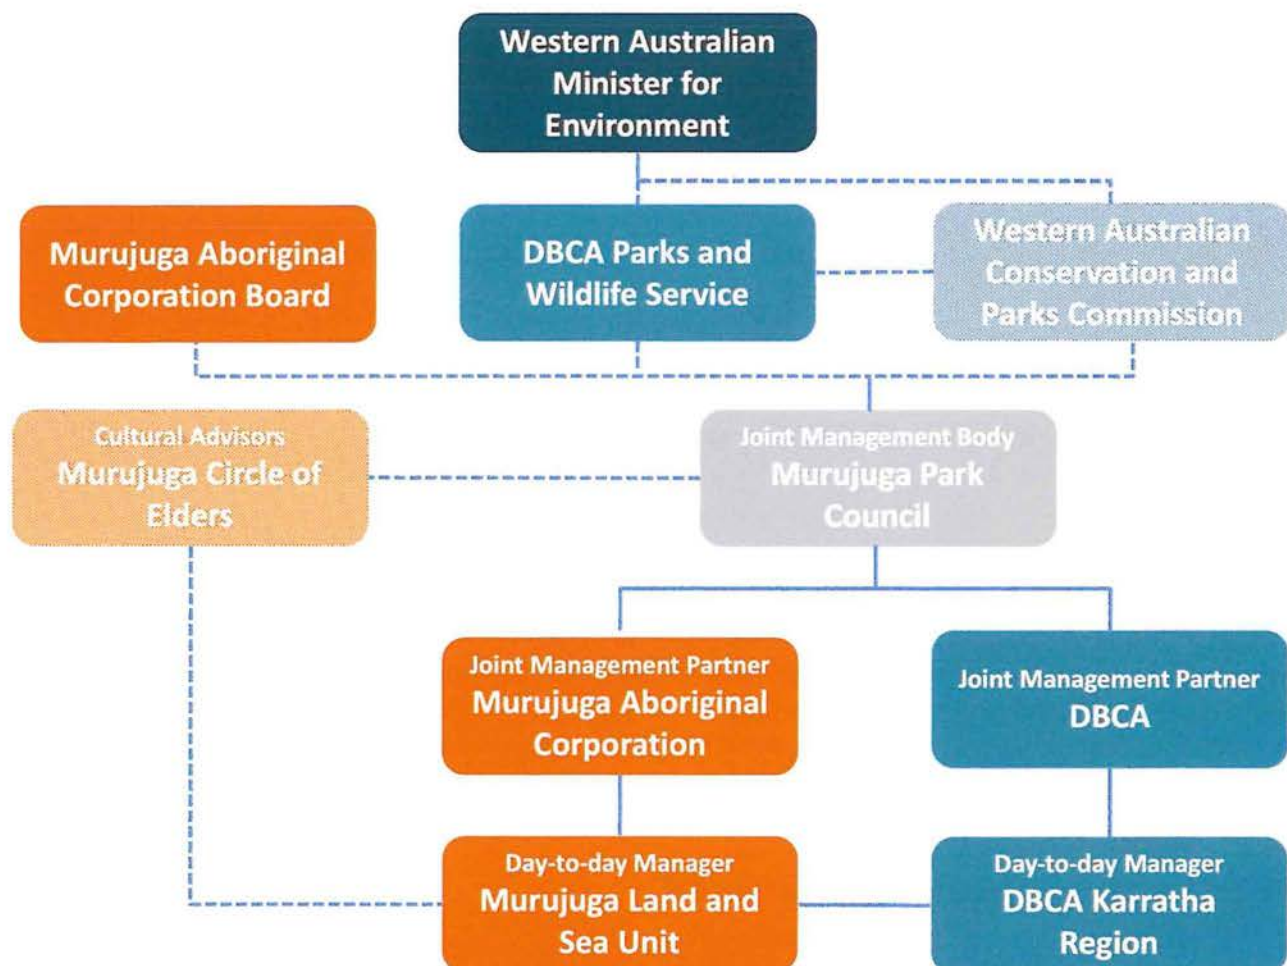 Western Australian
Minister for
Environment
Murujuga Aboriginal
Corporation Board
DBCA Parks and
Wildlife Service
Western Australian
Conservation and
Parks Commission
Cultural Advisors
Murujuga Circle of
Elders
Joint Management Body
Murujuga Park
Council
Joint Management Partner
Murujuga Aboriginal
Corporation
Joint Management Partner
DBCA
Day-to-day Manager
Murujuga Land and
Sea Unit
Day-to-day Manager
DBCA Karratha
Region